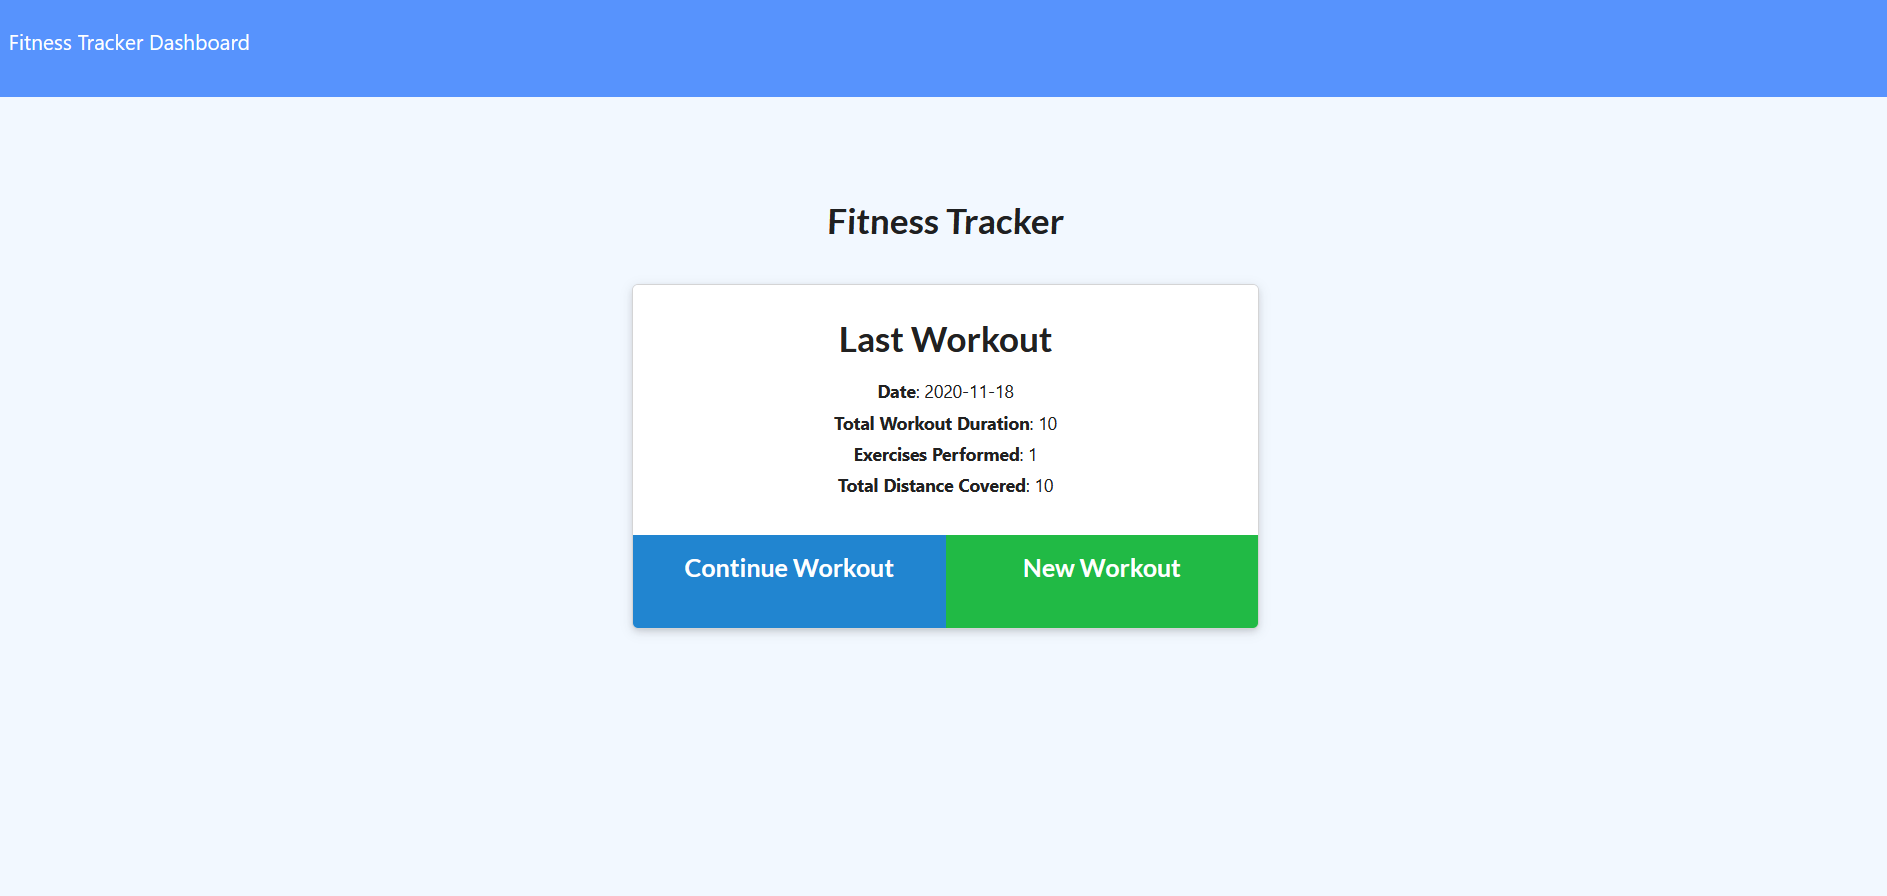 Fitness Tracker Dashboard
Fitness Tracker
Last Workout
Date: 2020-11-18
Total Workout Duration: 10
Exercises Performed: 1
Total Distance Covered: 10
Continue Workout
New Workout